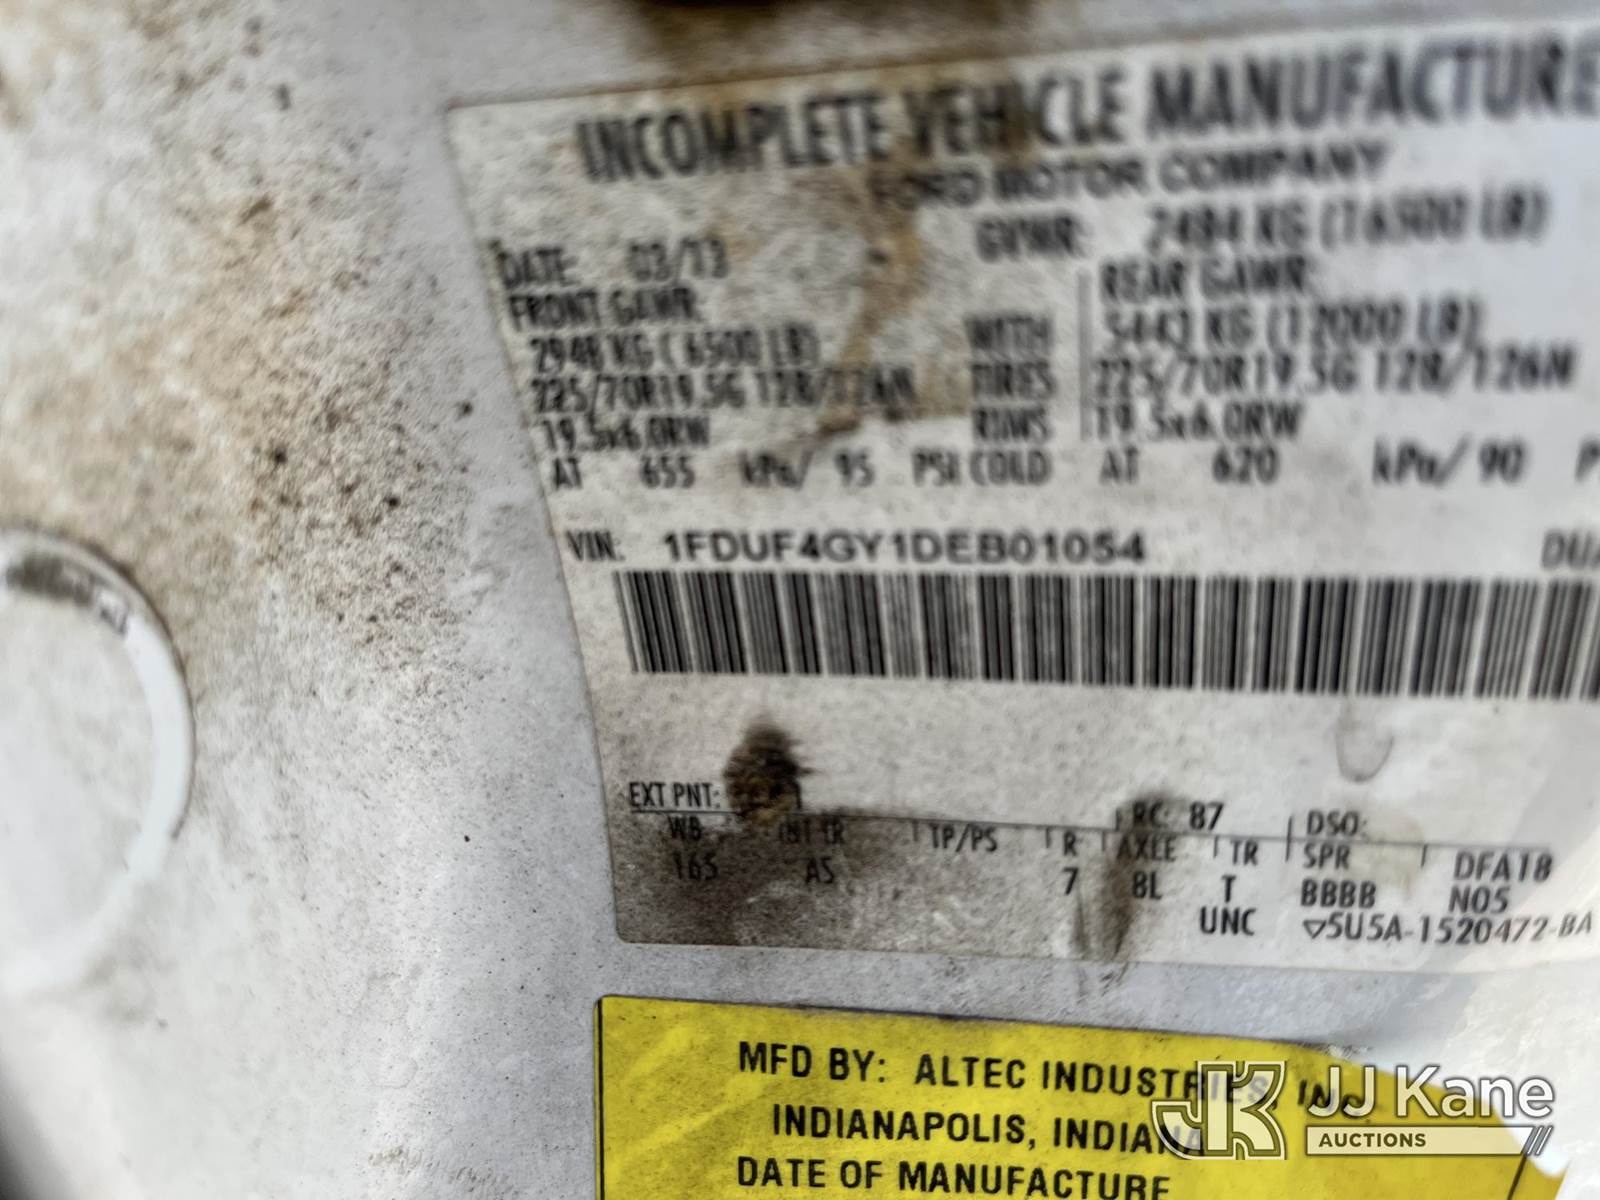 INCOMPLETE VEHICLE MANUFACTURE
FORD MOTOR COMPANY
DATE: 03/13 GVWR: 7484 KG (16500 LB)
FRONT GAWR: REAR GAWR:
2948 KG ( 6500 LB) WITH 5443 KG (12000 LB)
225/70R19.5G 128/126N TIRES 225/70R19.5G 128/126N
19.5x6.0RW RIMS 19.5x6.0RW
AT 655 kPa/ 95 PSI COLD AT 620 kPa/ 90 P
VIN: 1FDUF4GY1DEB01054 DUA
EXT PNT: RC: 87 DSO:
WB INT TR TP/PS R AXLE TR SPR DFA18
165 AS 7 8L T BBBB N05
UNC ▽5U5A-1520472-BA
MFD BY: ALTEC INDUSTRIES, INC.
INDIANAPOLIS, INDIANA
DATE OF MANUFACTURE
JJ Kane
AUCTIONS